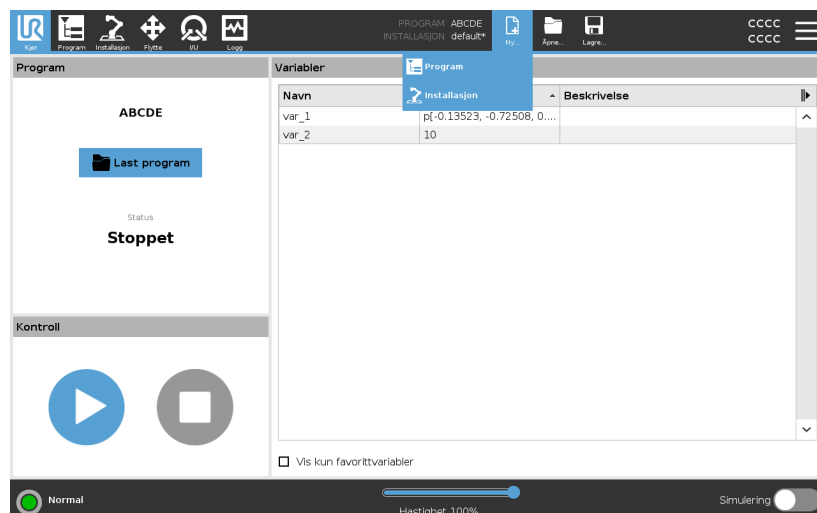 UR
Kjør
Program
Installasjon
Flytte
I/U
Logg
PROGRAM ABCDE
INSTALLASJON default*
Ny...
Åpne...
Lagre...
CCCC
CCCC
Program
Installasjon
Program
ABCDE
Last program
Status
Stoppet
Kontroll
Variabler
Navn
Beskrivelse
var_1 p[-0.13523, -0.72508, 0....
var_2 10
Vis kun favorittvariabler
Normal
Hastighet 100%
Simulering